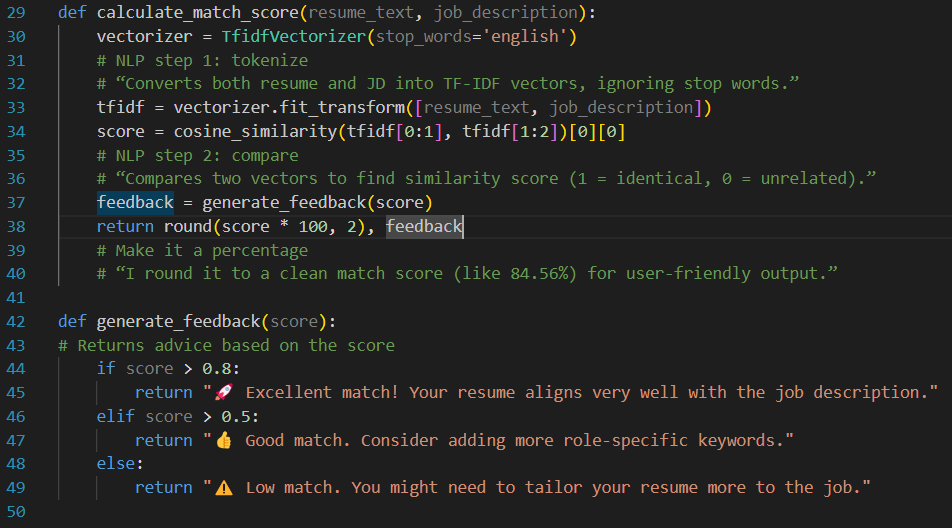 29 def calculate_match_score(resume_text, job_description):
30     vectorizer = TfidfVectorizer(stop_words='english')
31     # NLP step 1: tokenize
32     # “Converts both resume and JD into TF-IDF vectors, ignoring stop words.”
33     tfidf = vectorizer.fit_transform([resume_text, job_description])
34     score = cosine_similarity(tfidf[0:1], tfidf[1:2])[0][0]
35     # NLP step 2: compare
36     # “Compares two vectors to find similarity score (1 = identical, 0 = unrelated).”
37     feedback = generate_feedback(score)
38     return round(score * 100, 2), feedback
39     # Make it a percentage
40     # “I round it to a clean match score (like 84.56%) for user-friendly output.”
41
42 def generate_feedback(score):
43 # Returns advice based on the score
44     if score > 0.8:
45         return "🚀 Excellent match! Your resume aligns very well with the job description."
46     elif score > 0.5:
47         return "👍 Good match. Consider adding more role-specific keywords."
48     else:
49         return "⚠️ Low match. You might need to tailor your resume more to the job."
50